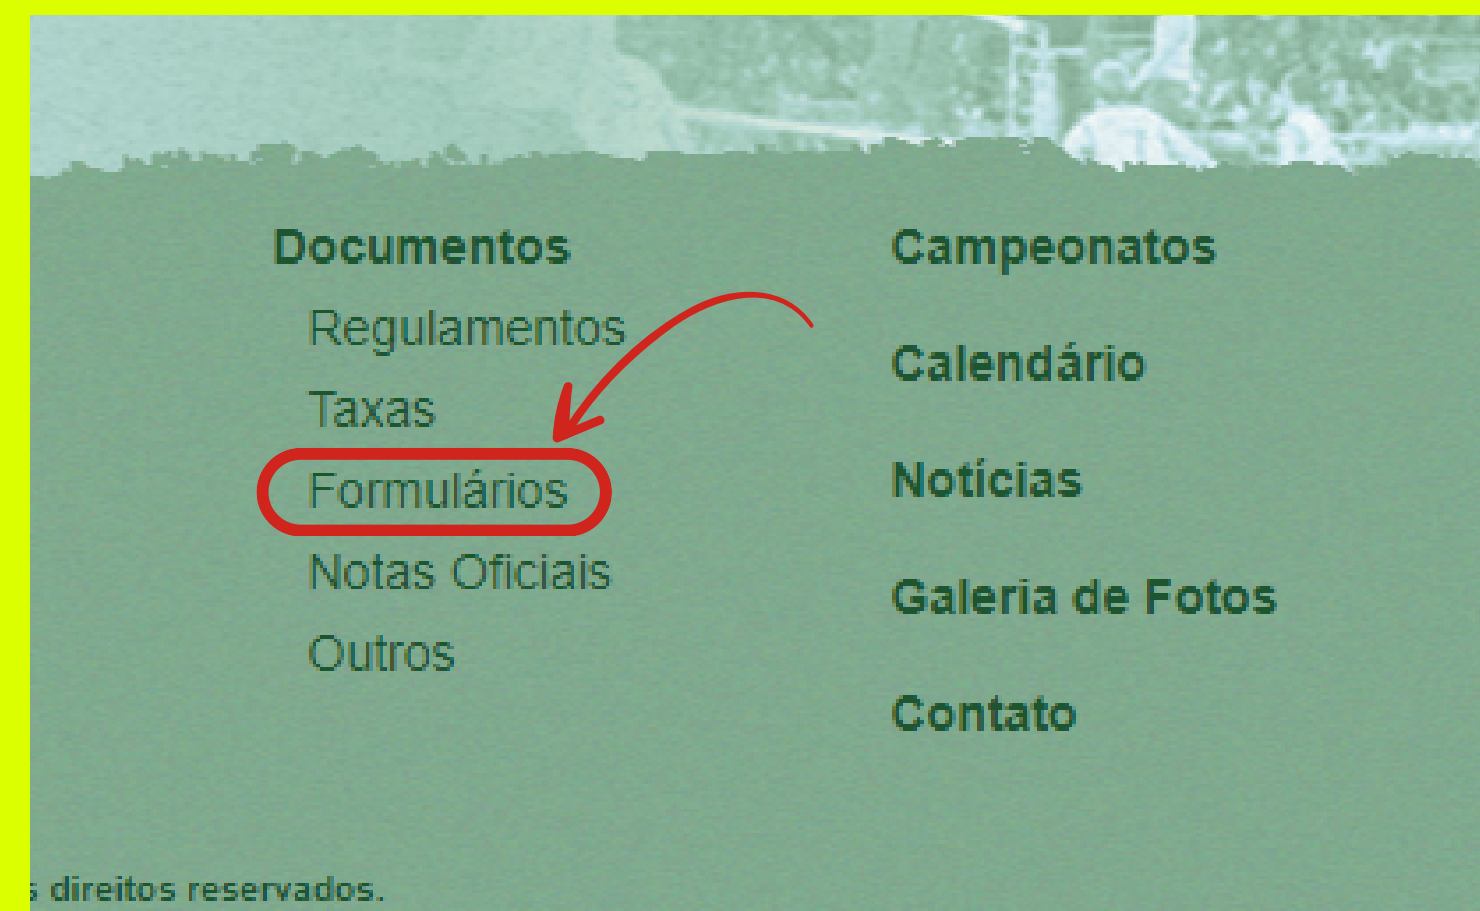 Documentos
Regulamentos
Taxas
Formulários
Notas Oficiais
Outros
Campeonatos
Calendário
Notícias
Galeria de Fotos
Contato
direitos reservados.